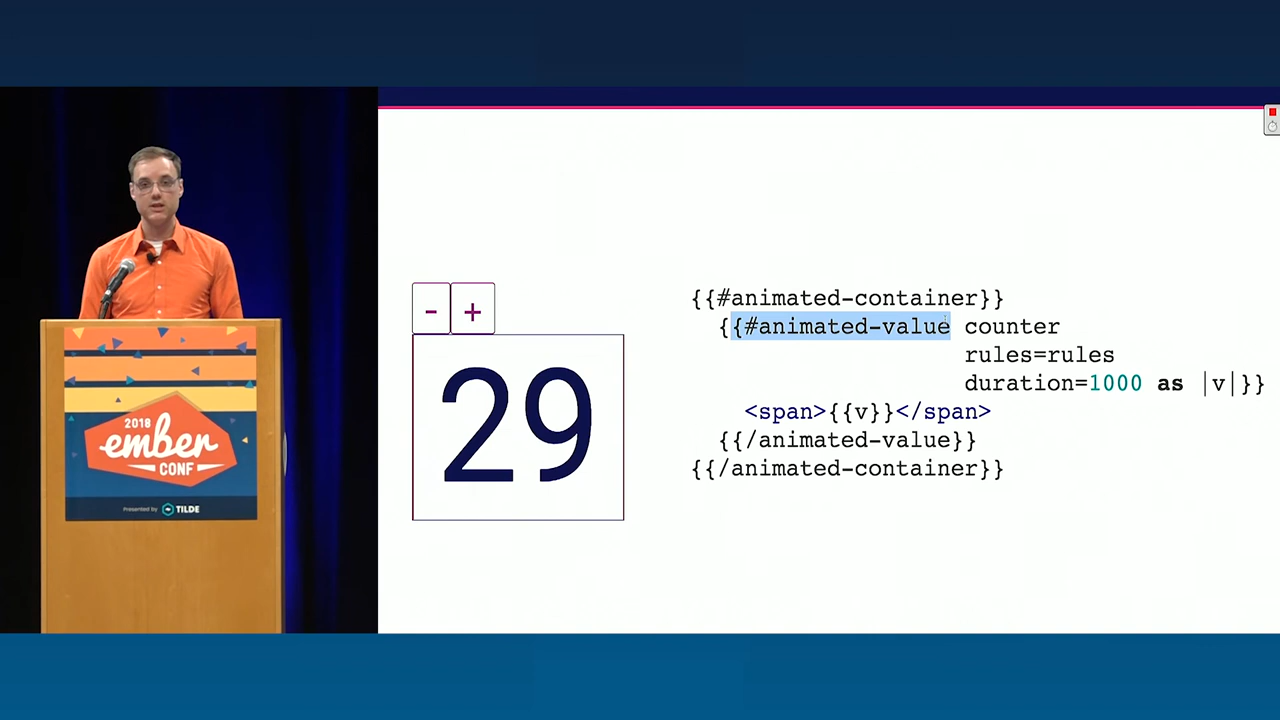 2018
ember
CONF
Presented by TILDE
- +
29
{{#animated-container}}
{{#animated-value counter
rules=rules
duration=1000 as |v|}}
<span>{{v}}</span>
{{/animated-value}}
{{/animated-container}}